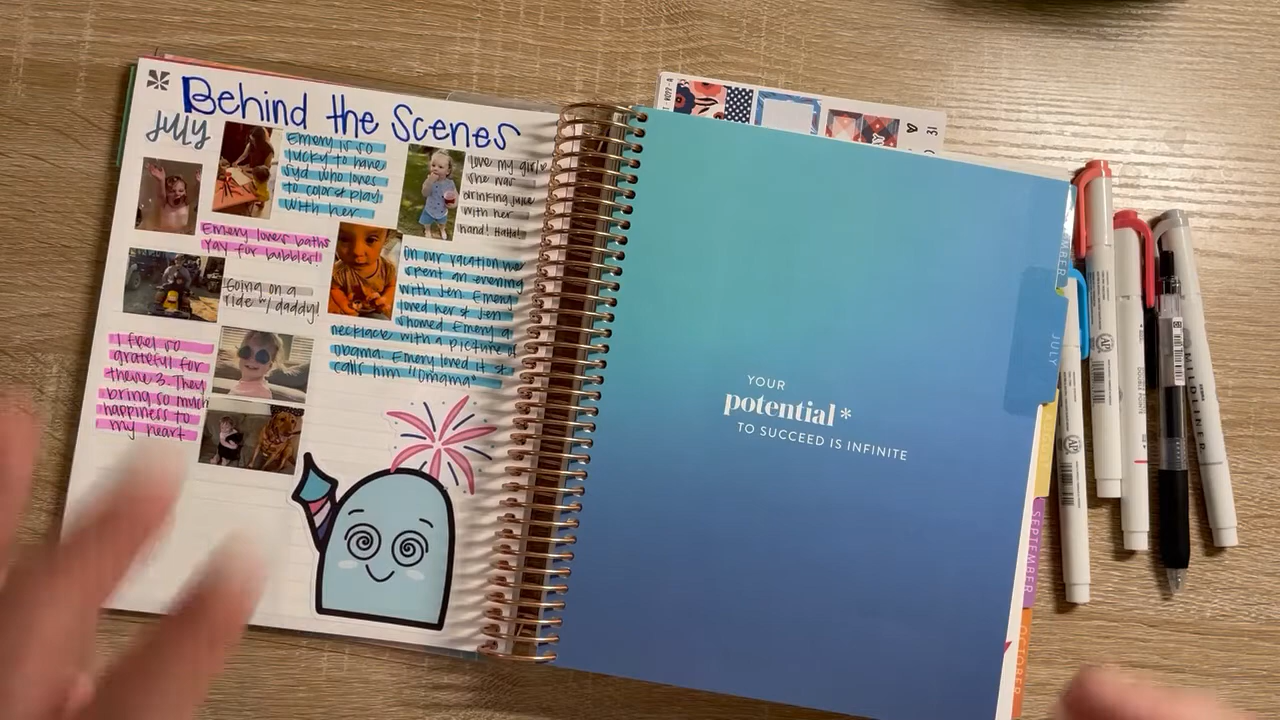 Behind the Scenes
July
Emery is so
lucky to have
Syd who loves
to color & play
with her
love my girl
she was
drinking juice
with her
hand! HaHa!
Emery loves baths
yay for bubbles!
Going on a
ride w/ daddy!
On our vacation we
spent an evening
with Jen. Emery
loved her & Jen
showed Emery a
necklace with a picture of
Obama. Emery loved it &
calls him "Omama"
I feel so
grateful for
these 3. They
bring so much
happiness to
my heart
YOUR
potential*
TO SUCCEED IS INFINITE
JULY
AUGUST
SEPTEMBER
OCTOBER
31
MILDLINER